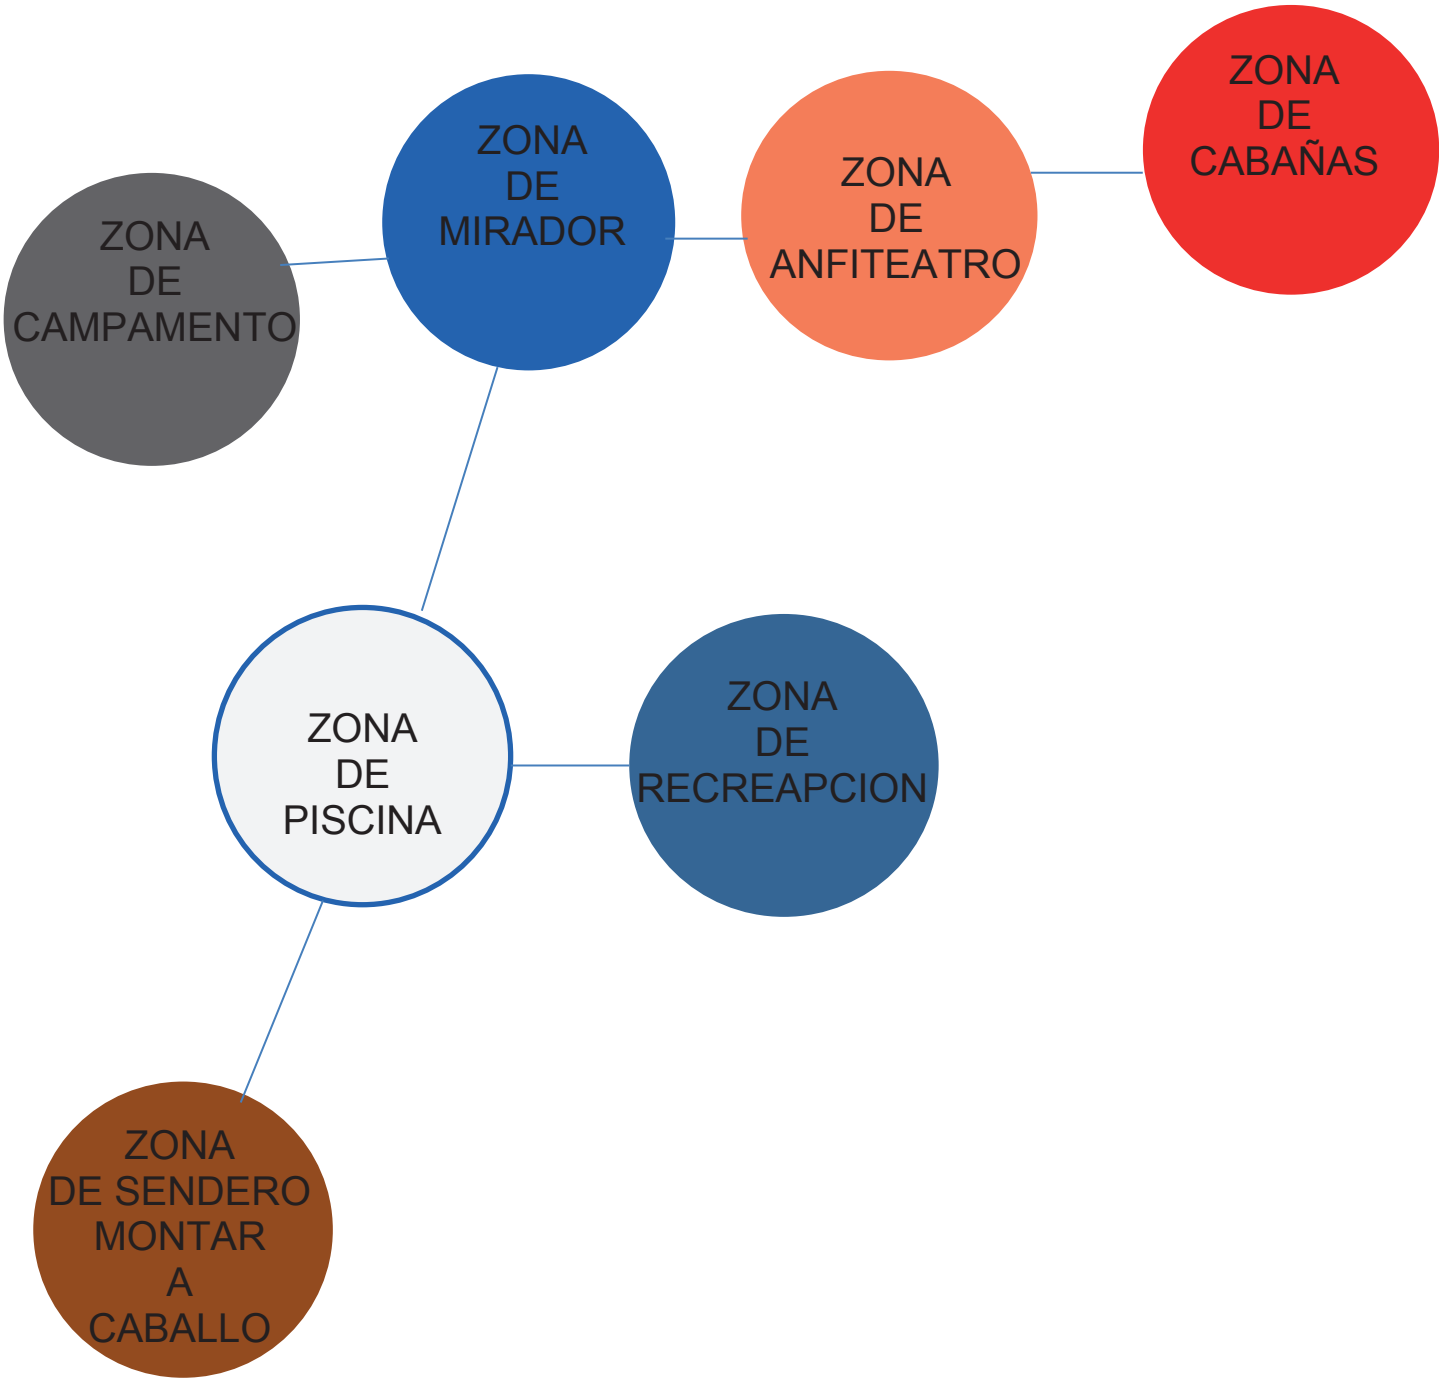 ZONA
DE
CAMPAMENTO
ZONA
DE
MIRADOR
ZONA
DE
ANFITEATRO
ZONA
DE
CABAÑAS
ZONA
DE
PISCINA
ZONA
DE
RECREAPCION
ZONA
DE SENDERO
MONTAR
A
CABALLO